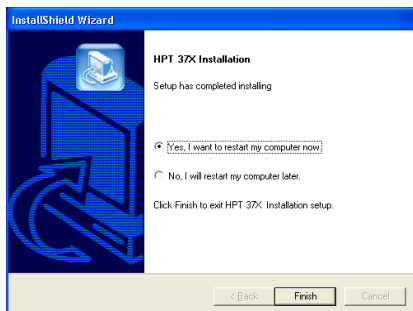 InstallShield Wizard
HPT 37X Installation
Setup has completed installing
Yes, I want to restart my computer now.
No, I will restart my computer later.
Click Finish to exit HPT 37X Installation setup.
< Back
Finish
Cancel